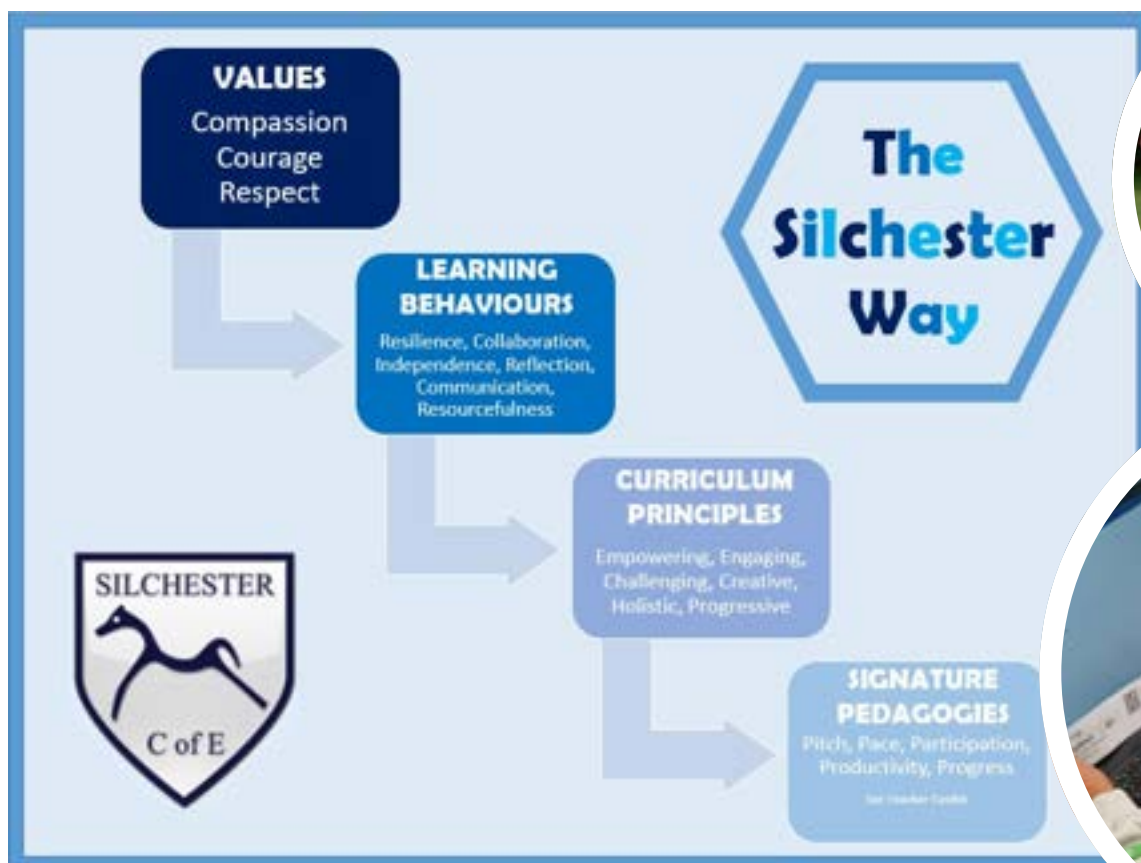 VALUES
Compassion
Courage
Respect
The
Silchester
Way
LEARNING
BEHAVIOURS
Resilience, Collaboration,
Independence, Reflection,
Communication,
Resourcefulness
CURRICULUM
PRINCIPLES
Empowering, Engaging,
Challenging, Creative,
Holistic, Progressive
SILCHESTER
C of E
SIGNATURE
PEDAGOGIES
Pitch, Pace, Participation,
Productivity, Progress